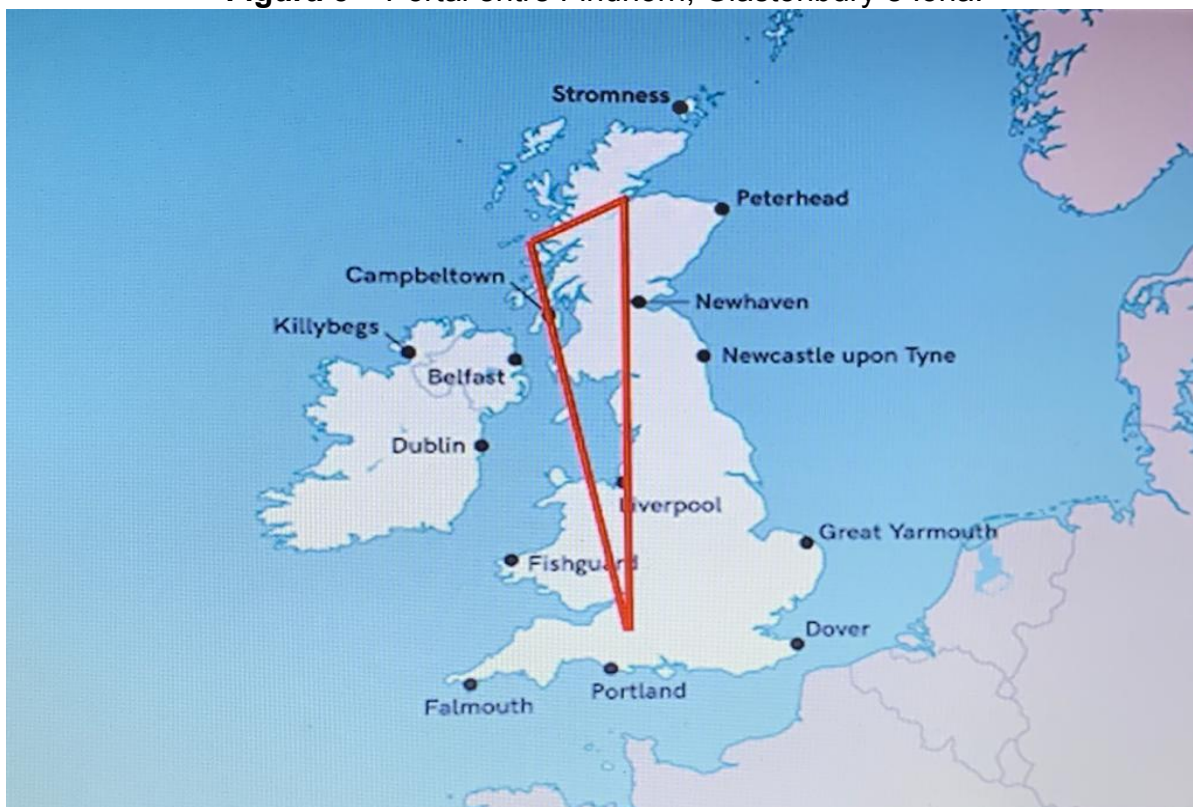 Figura – Portal entre Findhorn, Glastonbury e Iona.
Stromness
Peterhead
Campbeltown
Newhaven
Killybegs
Newcastle upon Tyne
Belfast
Dublin
Liverpool
Great Yarmouth
Fishguard
Dover
Portland
Falmouth